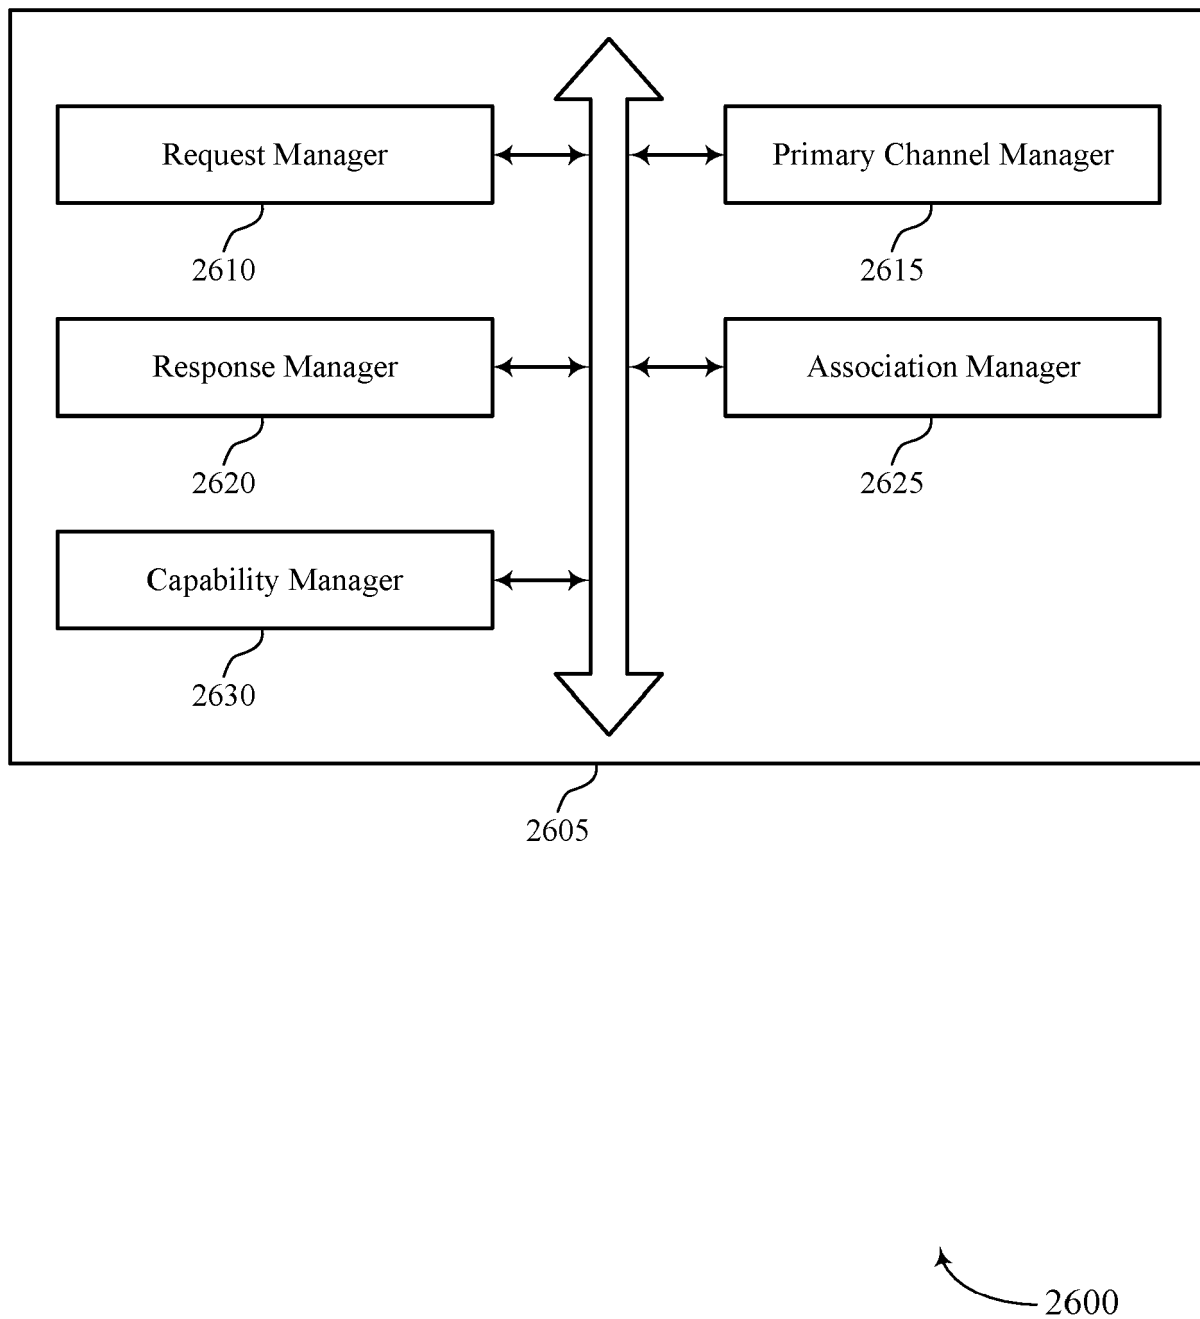 Request Manager
Primary Channel Manager
2610
2615
Response Manager
Association Manager
2620
2625
Capability Manager
2630
2605
2600